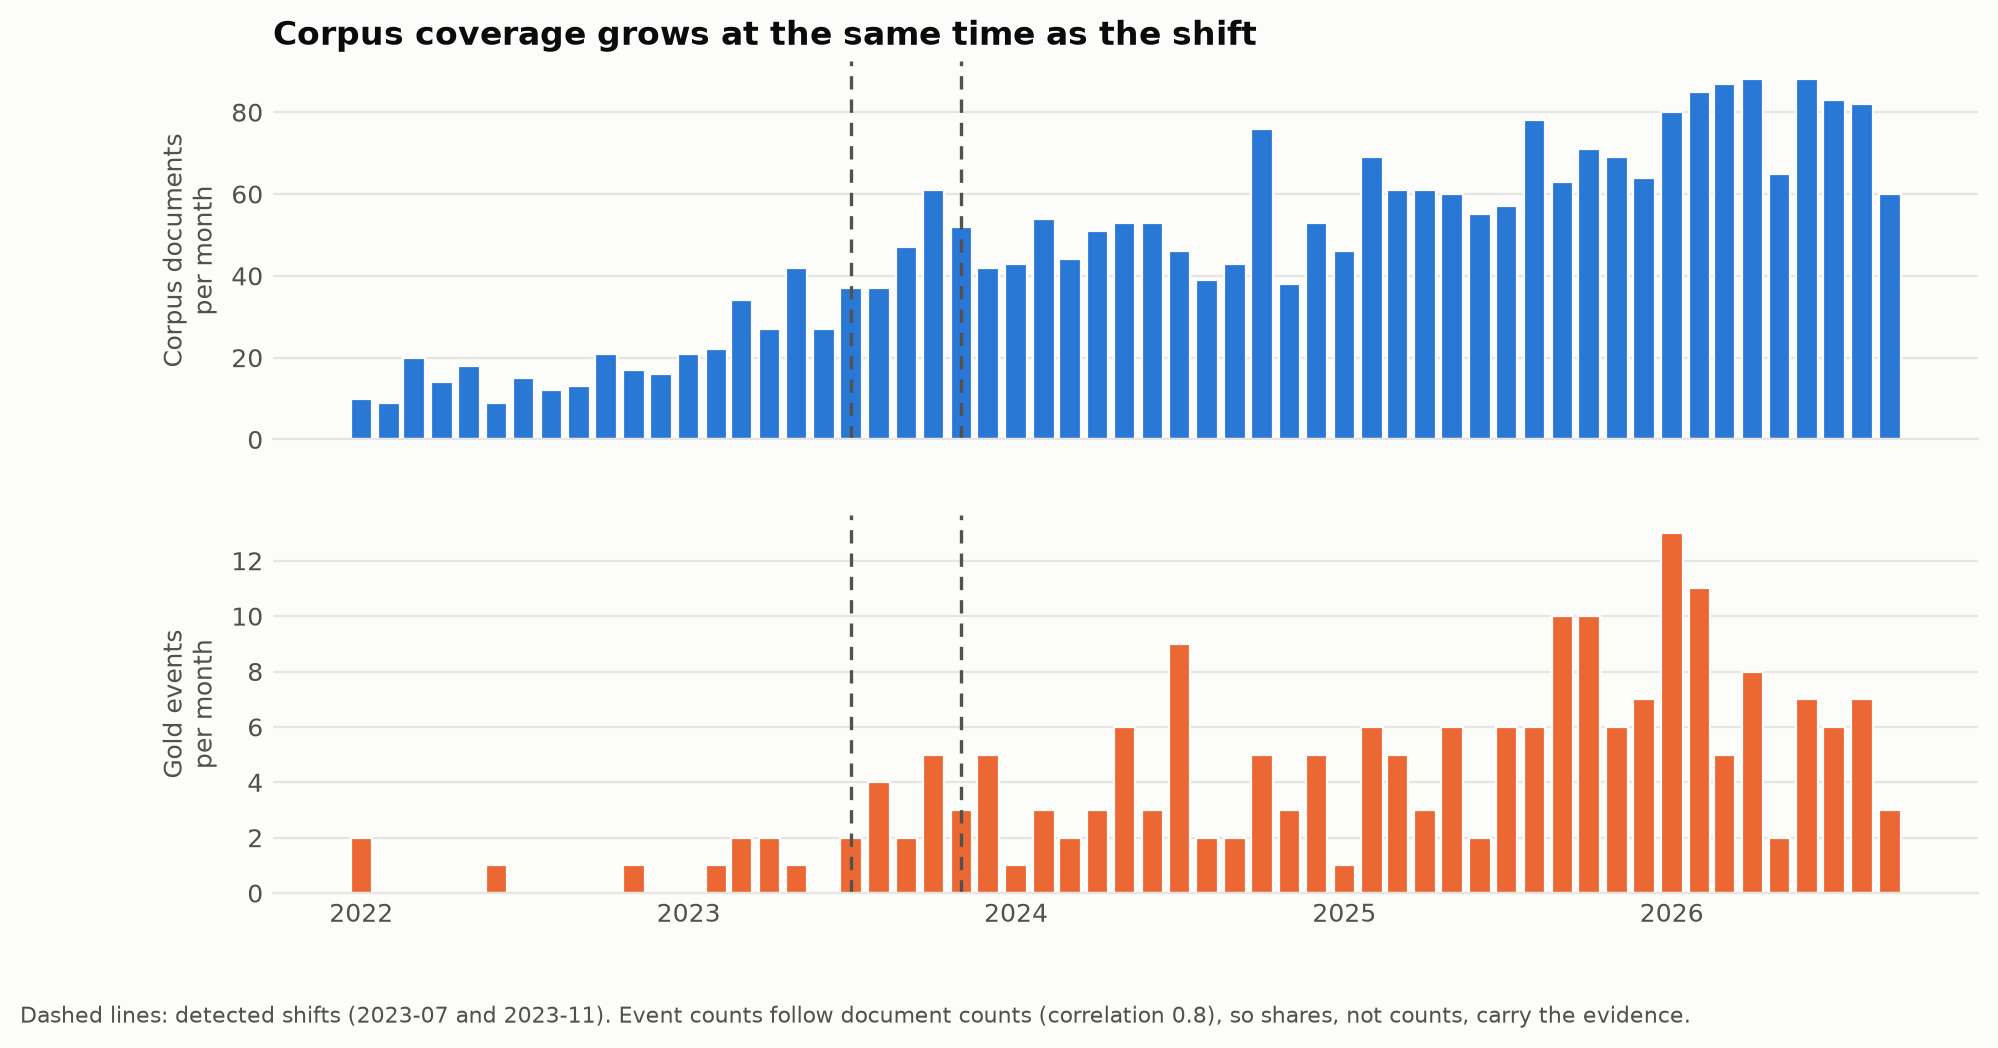 Corpus coverage grows at the same time as the shift
Corpus documents
per month
80
60
40
20
0
Gold events
per month
12
10
8
6
4
2
0
2022 2023 2024 2025 2026
Dashed lines: detected shifts (2023-07 and 2023-11). Event counts follow document counts (correlation 0.8), so shares, not counts, carry the evidence.